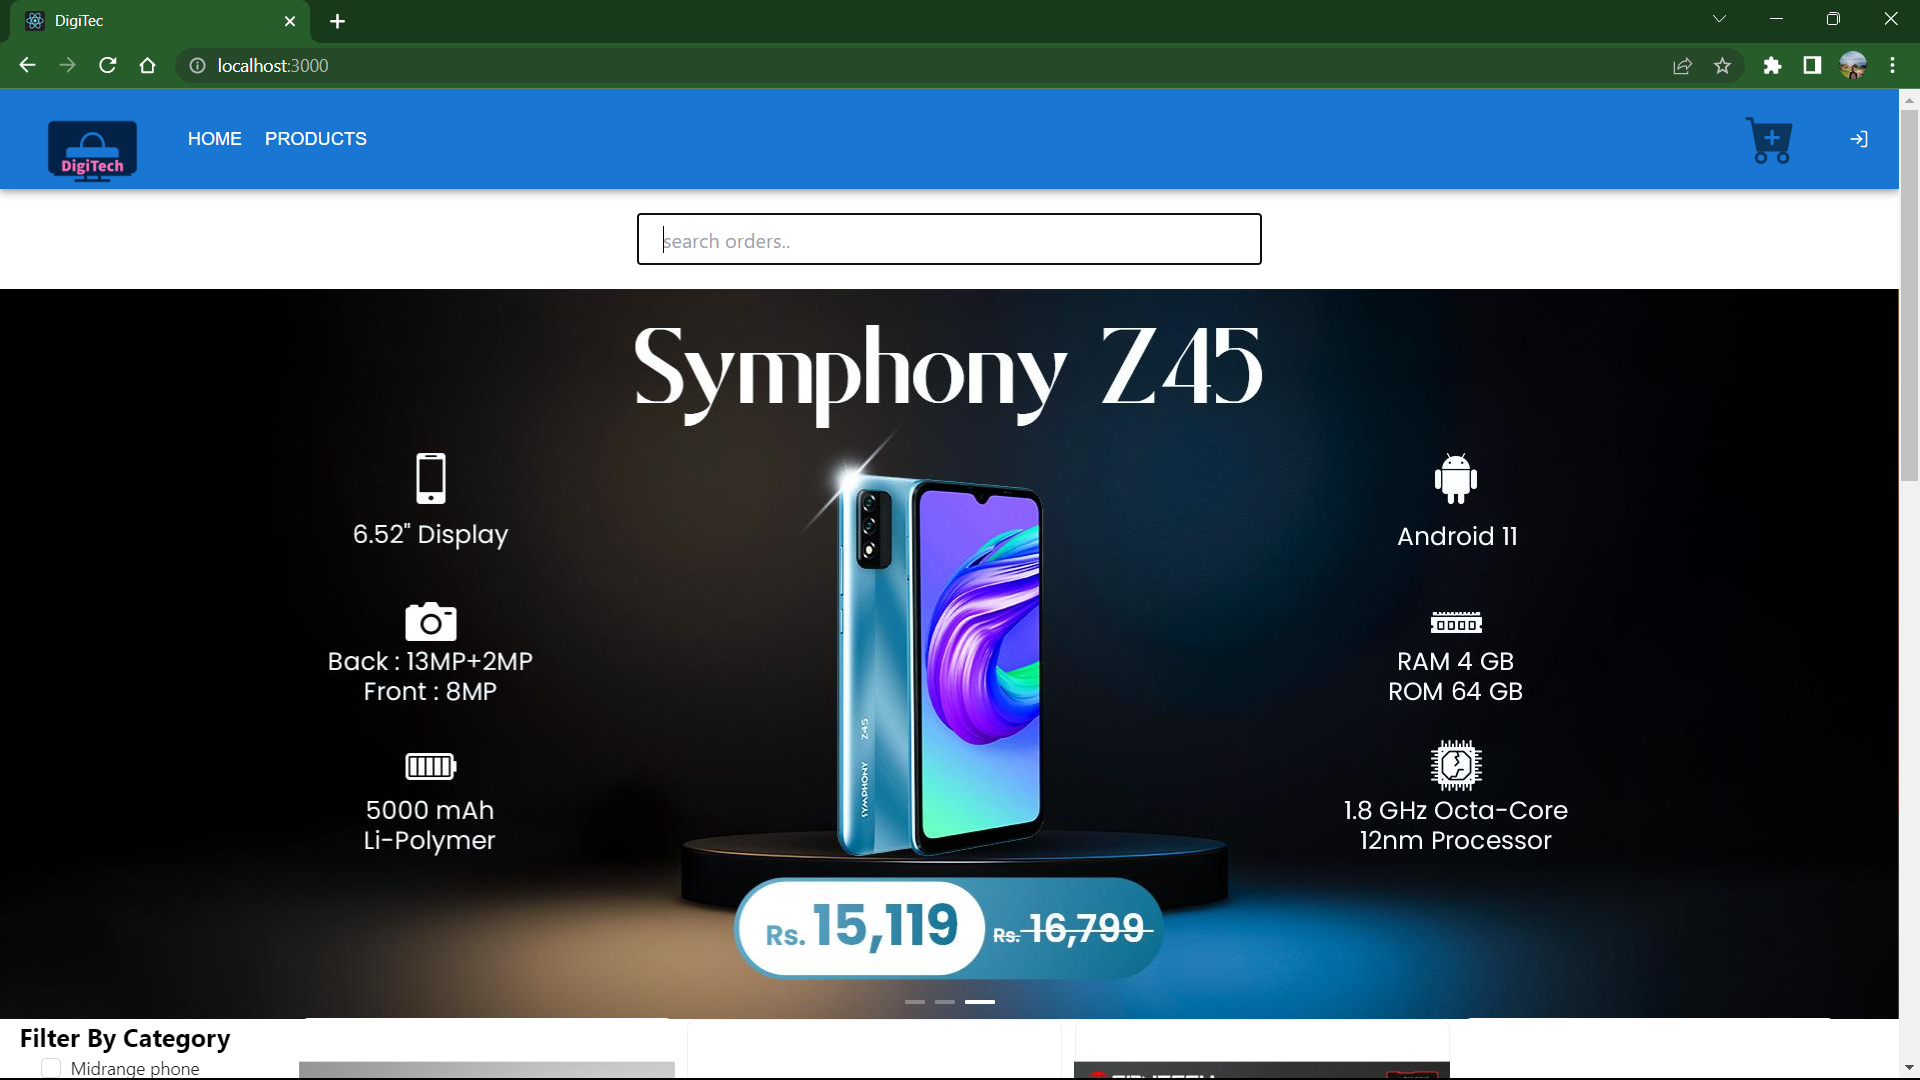 DigiTec
localhost:3000
DigiTech
HOME
PRODUCTS
search orders..
Symphony Z45
6.52" Display
Android 11
Back : 13MP+2MP
Front : 8MP
RAM 4 GB
ROM 64 GB
Z45
SYMPHONY
5000 mAh
Li-Polymer
1.8 GHz Octa-Core
12nm Processor
Rs. 15,119
Rs. 16,799
Filter By Category
Midrange phone